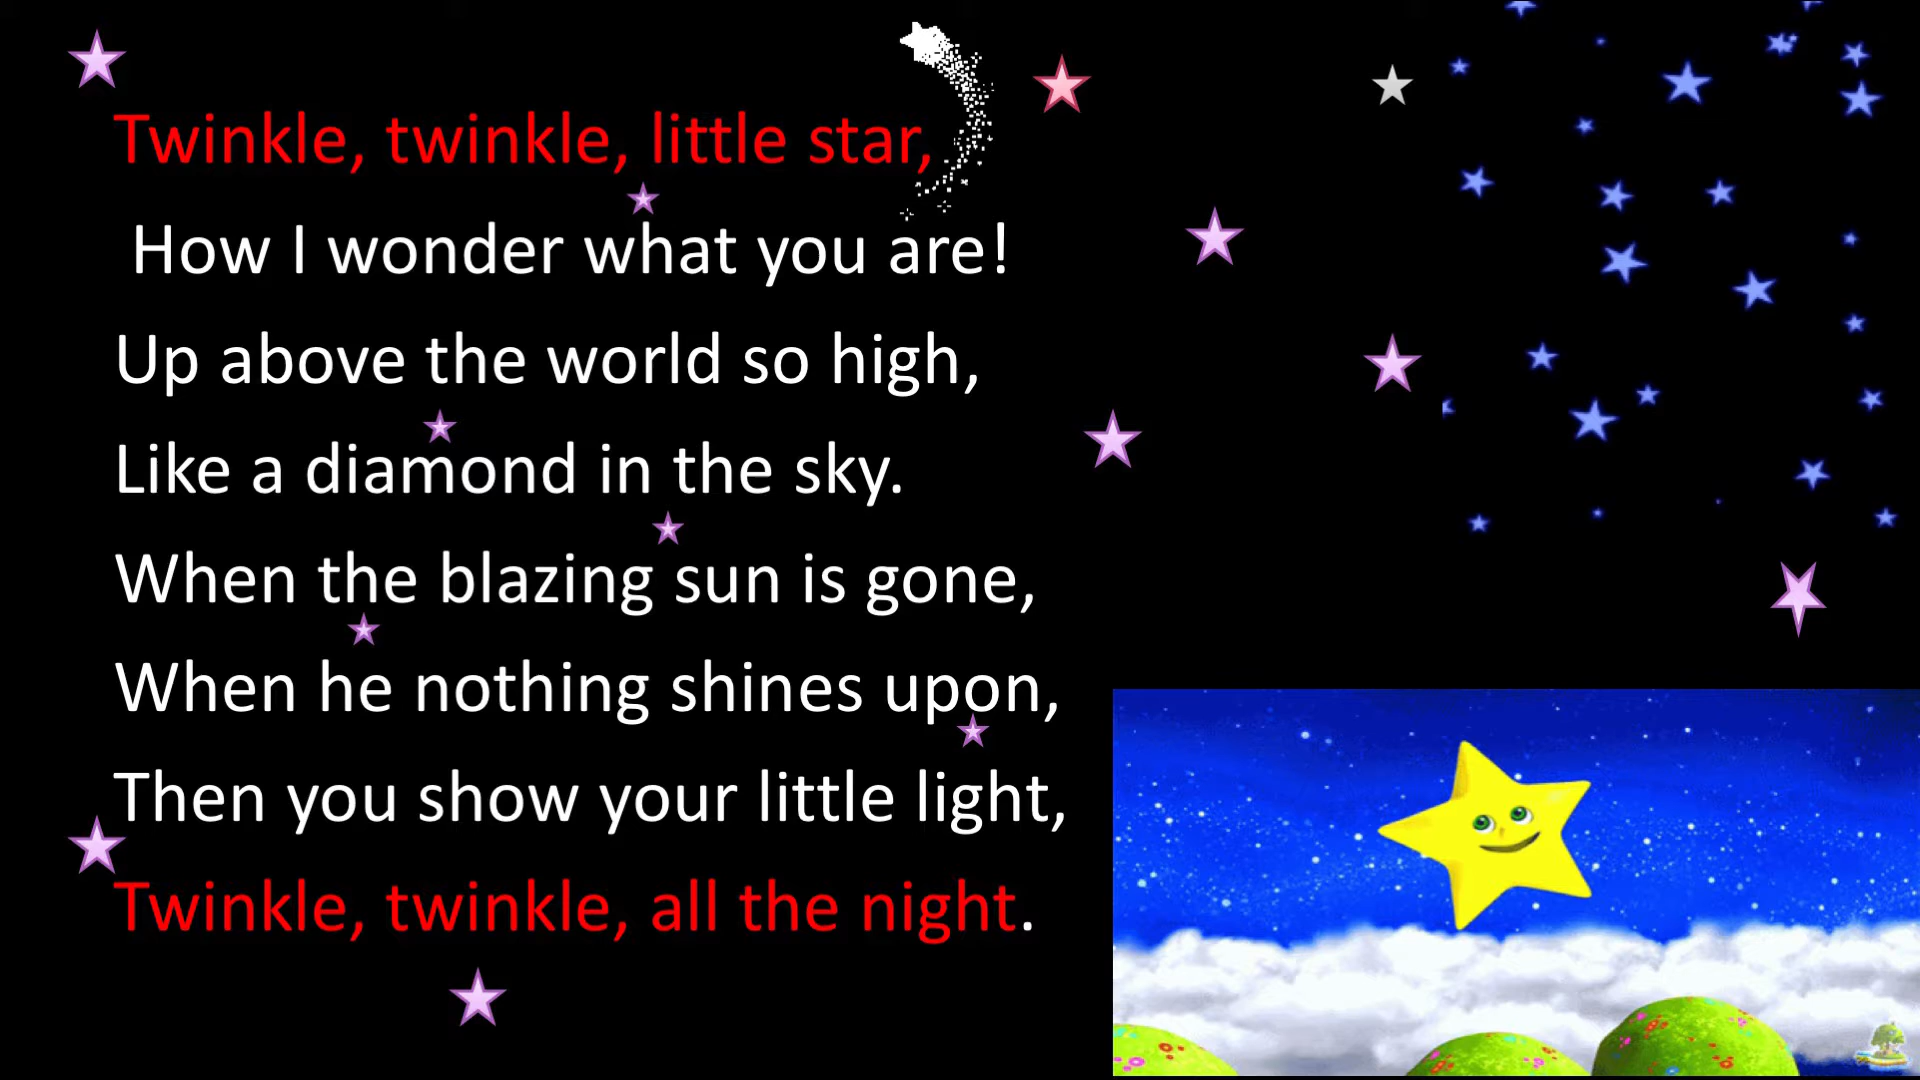 Twinkle, twinkle, little star,
How I wonder what you are!
Up above the world so high,
Like a diamond in the sky.
When the blazing sun is gone,
When he nothing shines upon,
Then you show your little light,
Twinkle, twinkle, all the night.